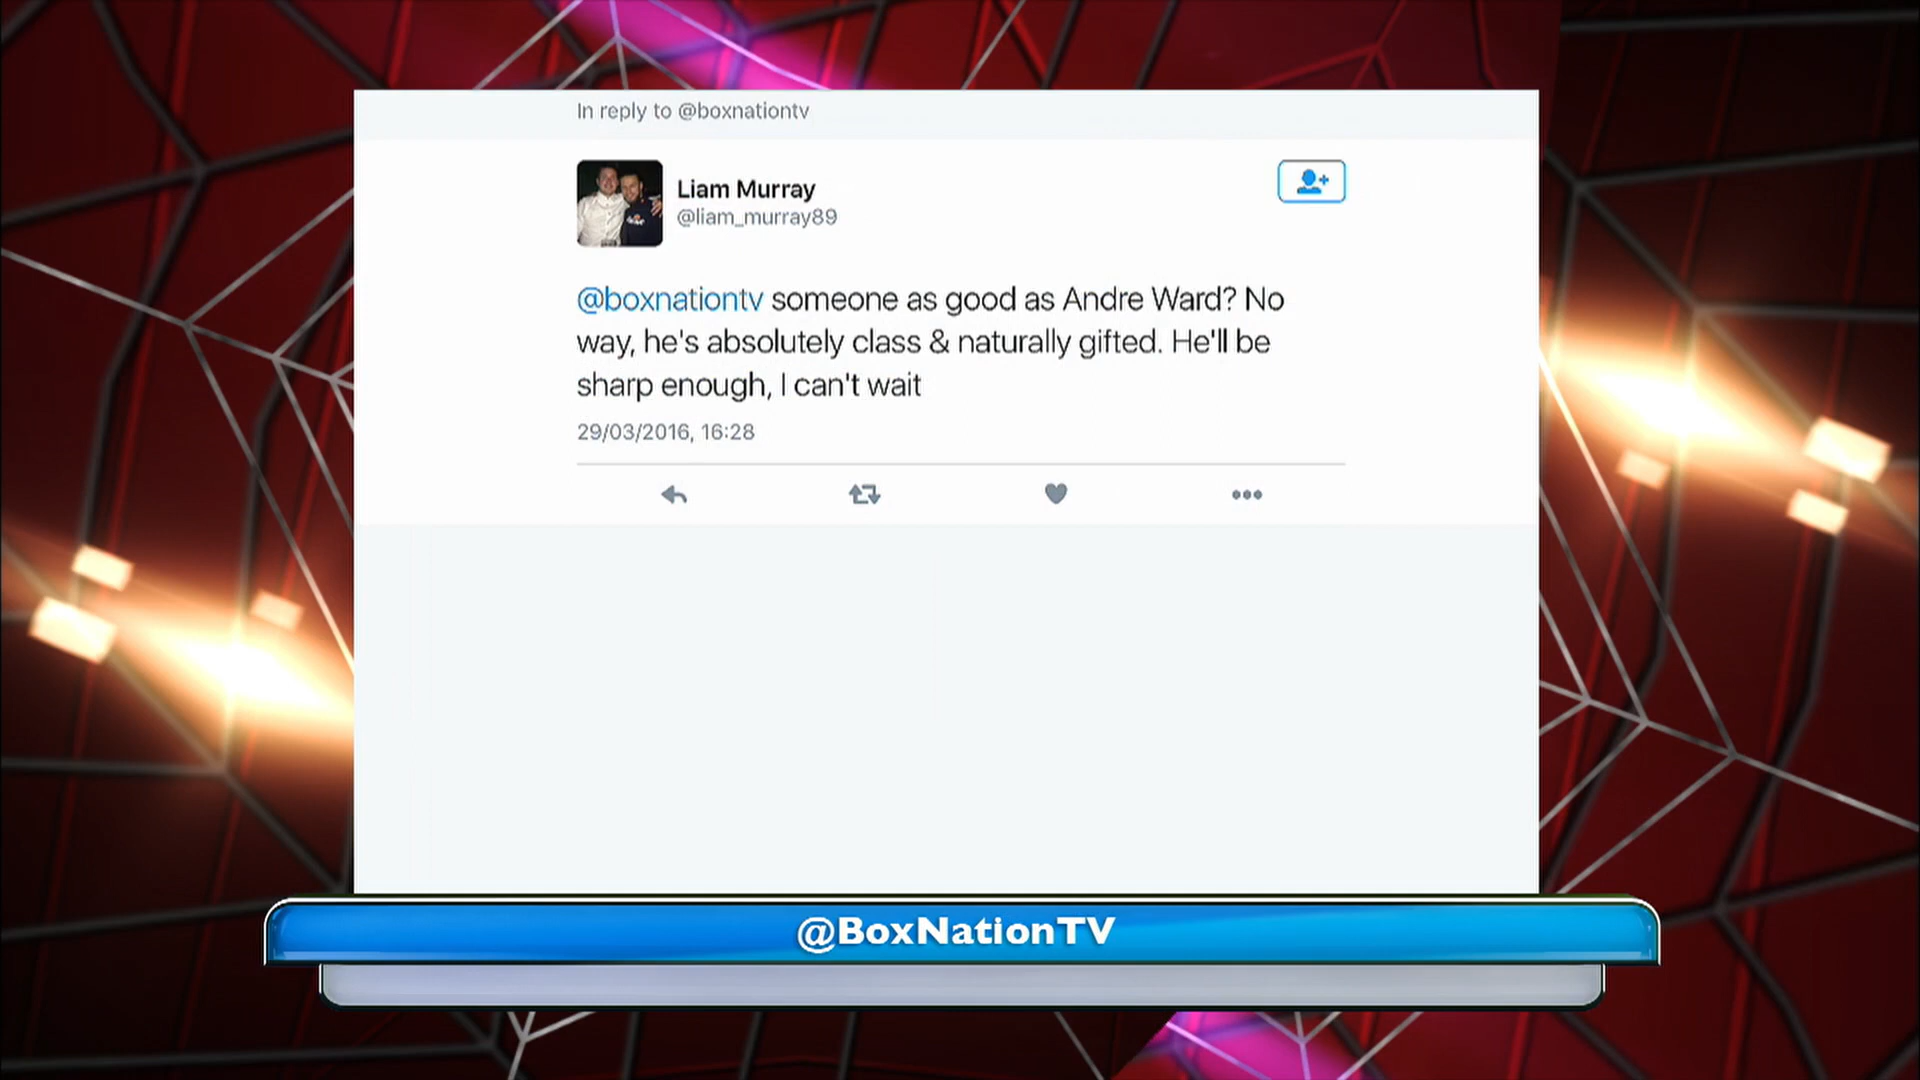 In reply to @boxnationtv
Liam Murray
@liam_murray89
@boxnationtv someone as good as Andre Ward? No
way, he's absolutely class & naturally gifted. He'll be
sharp enough, I can't wait
29/03/2016, 16:28
@BoxNationTV